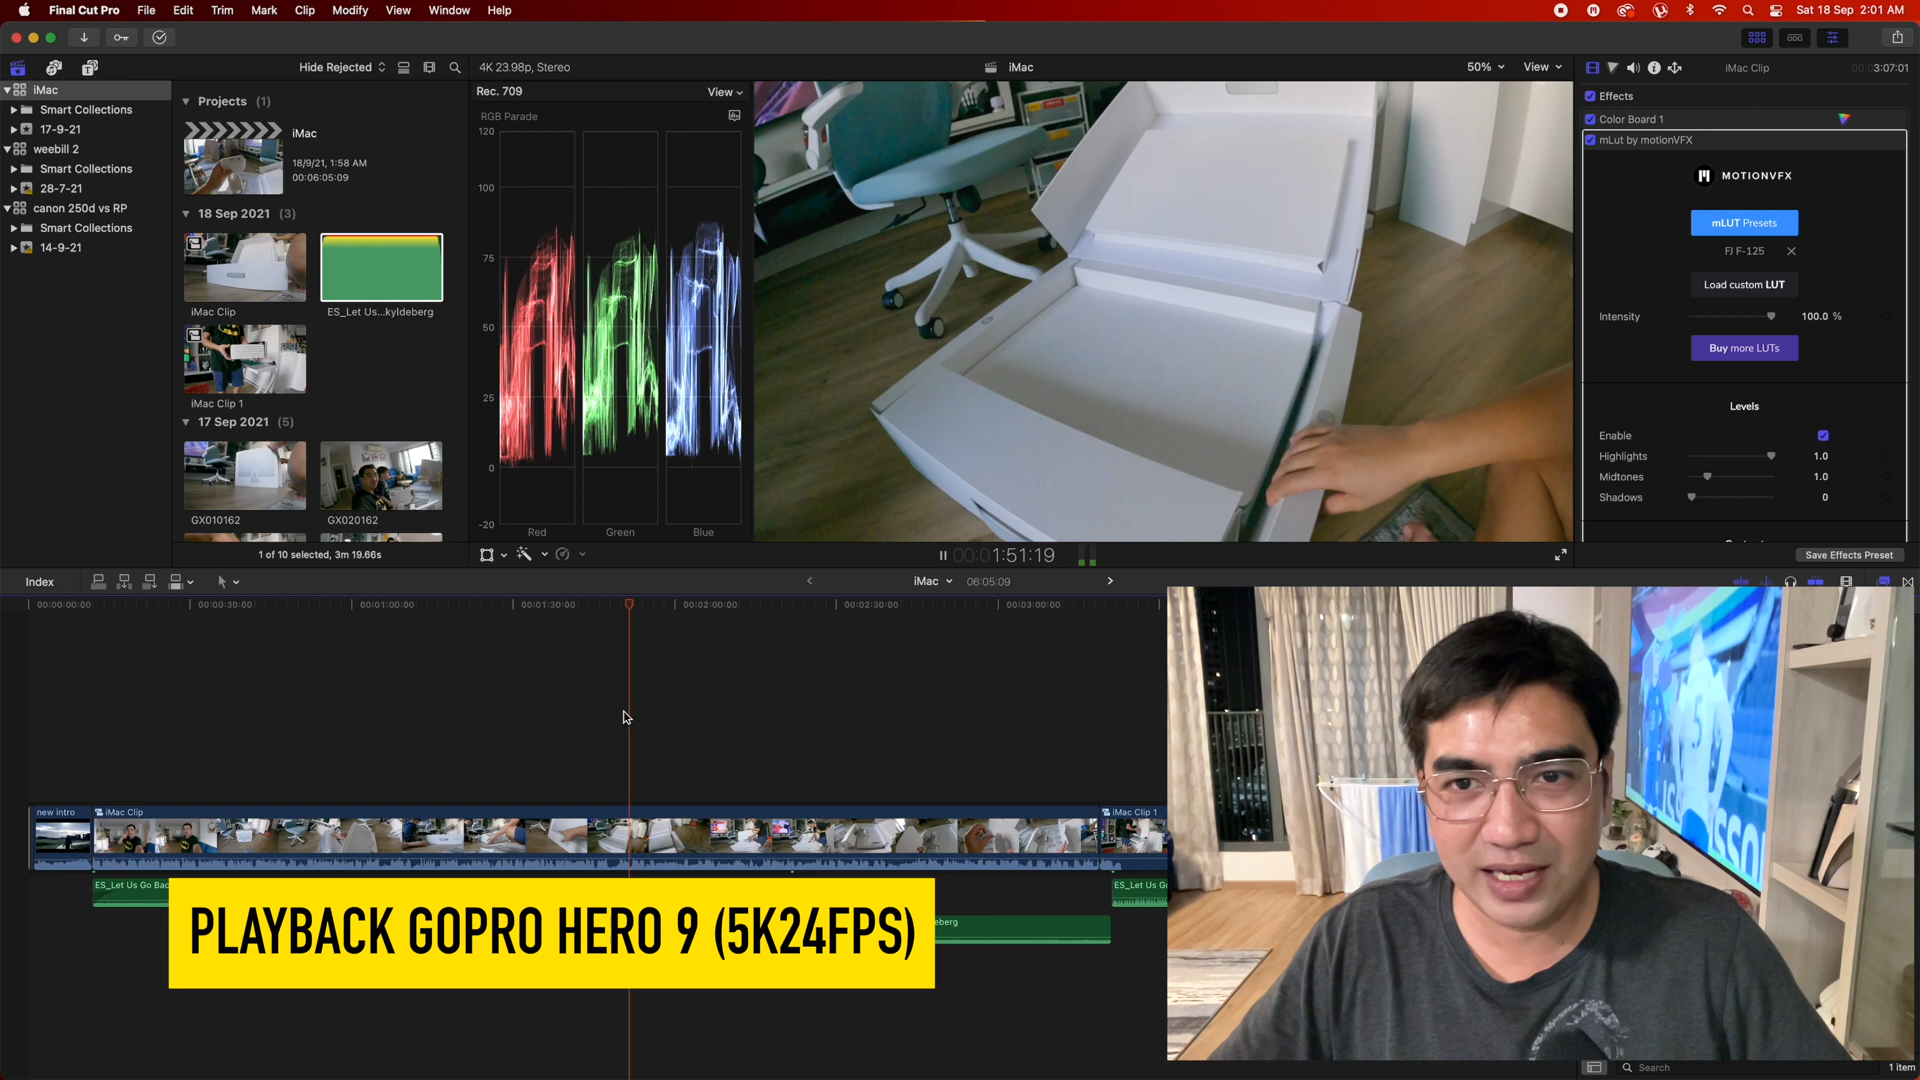 Final Cut Pro File Edit Trim Mark Clip Modify View Window Help
Sat 18 Sep 2:01 AM
Hide Rejected
4K 23.98p, Stereo
iMac
50%
View
iMac Clip
3:07:01
iMac
Smart Collections
17-9-21
weebill 2
Smart Collections
28-7-21
canon 250d vs RP
Smart Collections
14-9-21
Projects (1)
iMac
18/9/21, 1:58 AM
00:06:05:09
18 Sep 2021 (3)
iMac Clip
ES_Let Us...kyldeberg
iMac Clip 1
17 Sep 2021 (5)
GX010162
GX020162
1 of 10 selected, 3m 19.66s
Rec. 709
View
RGB Parade
120
100
75
50
25
0
-20
Red Green Blue
00:01:51:19
Effects
Color Board 1
mLut by motionVFX
MOTIONVFX
mLUT Presets
FJ F-125
Load custom LUT
Intensity 100.0 %
Buy more LUTs
Levels
Enable
Highlights 1.0
Midtones 1.0
Shadows 0
Save Effects Preset
Index
iMac
06:05:09
00:00:00:00 00:00:30:00 00:01:00:00 00:01:30:00 00:02:00:00 00:02:30:00 00:03:00:00
new intro
iMac Clip
iMac Clip 1
ES_Let Us Go Bac
ES_Let Us G
eberg
PLAYBACK GOPRO HERO 9 (5K24FPS)
Search
1 item